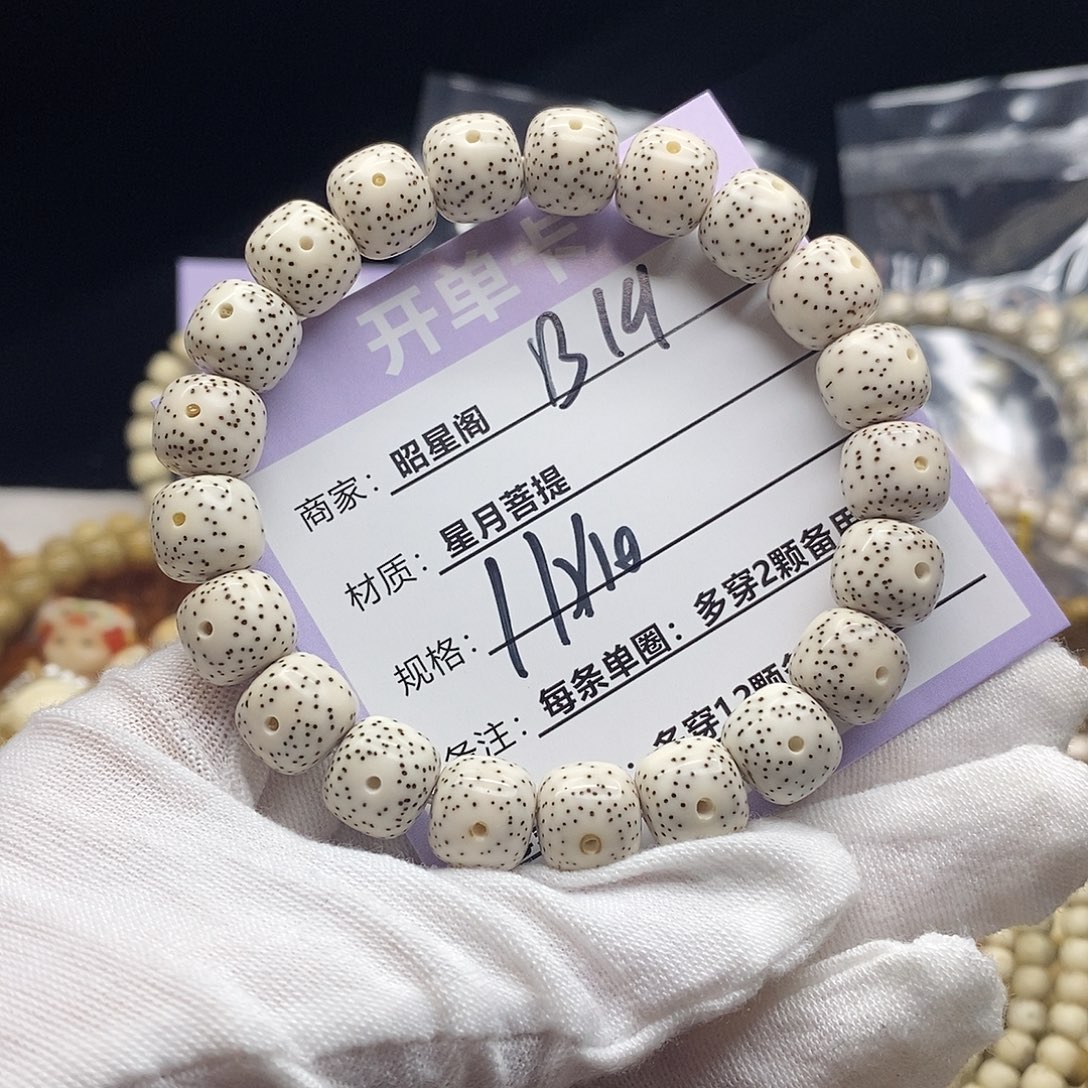 开单卡
商家：昭星阁 B19
材质：星月菩提
规格：11x10
备注：每条单圈：多穿2颗备用
多穿12颗